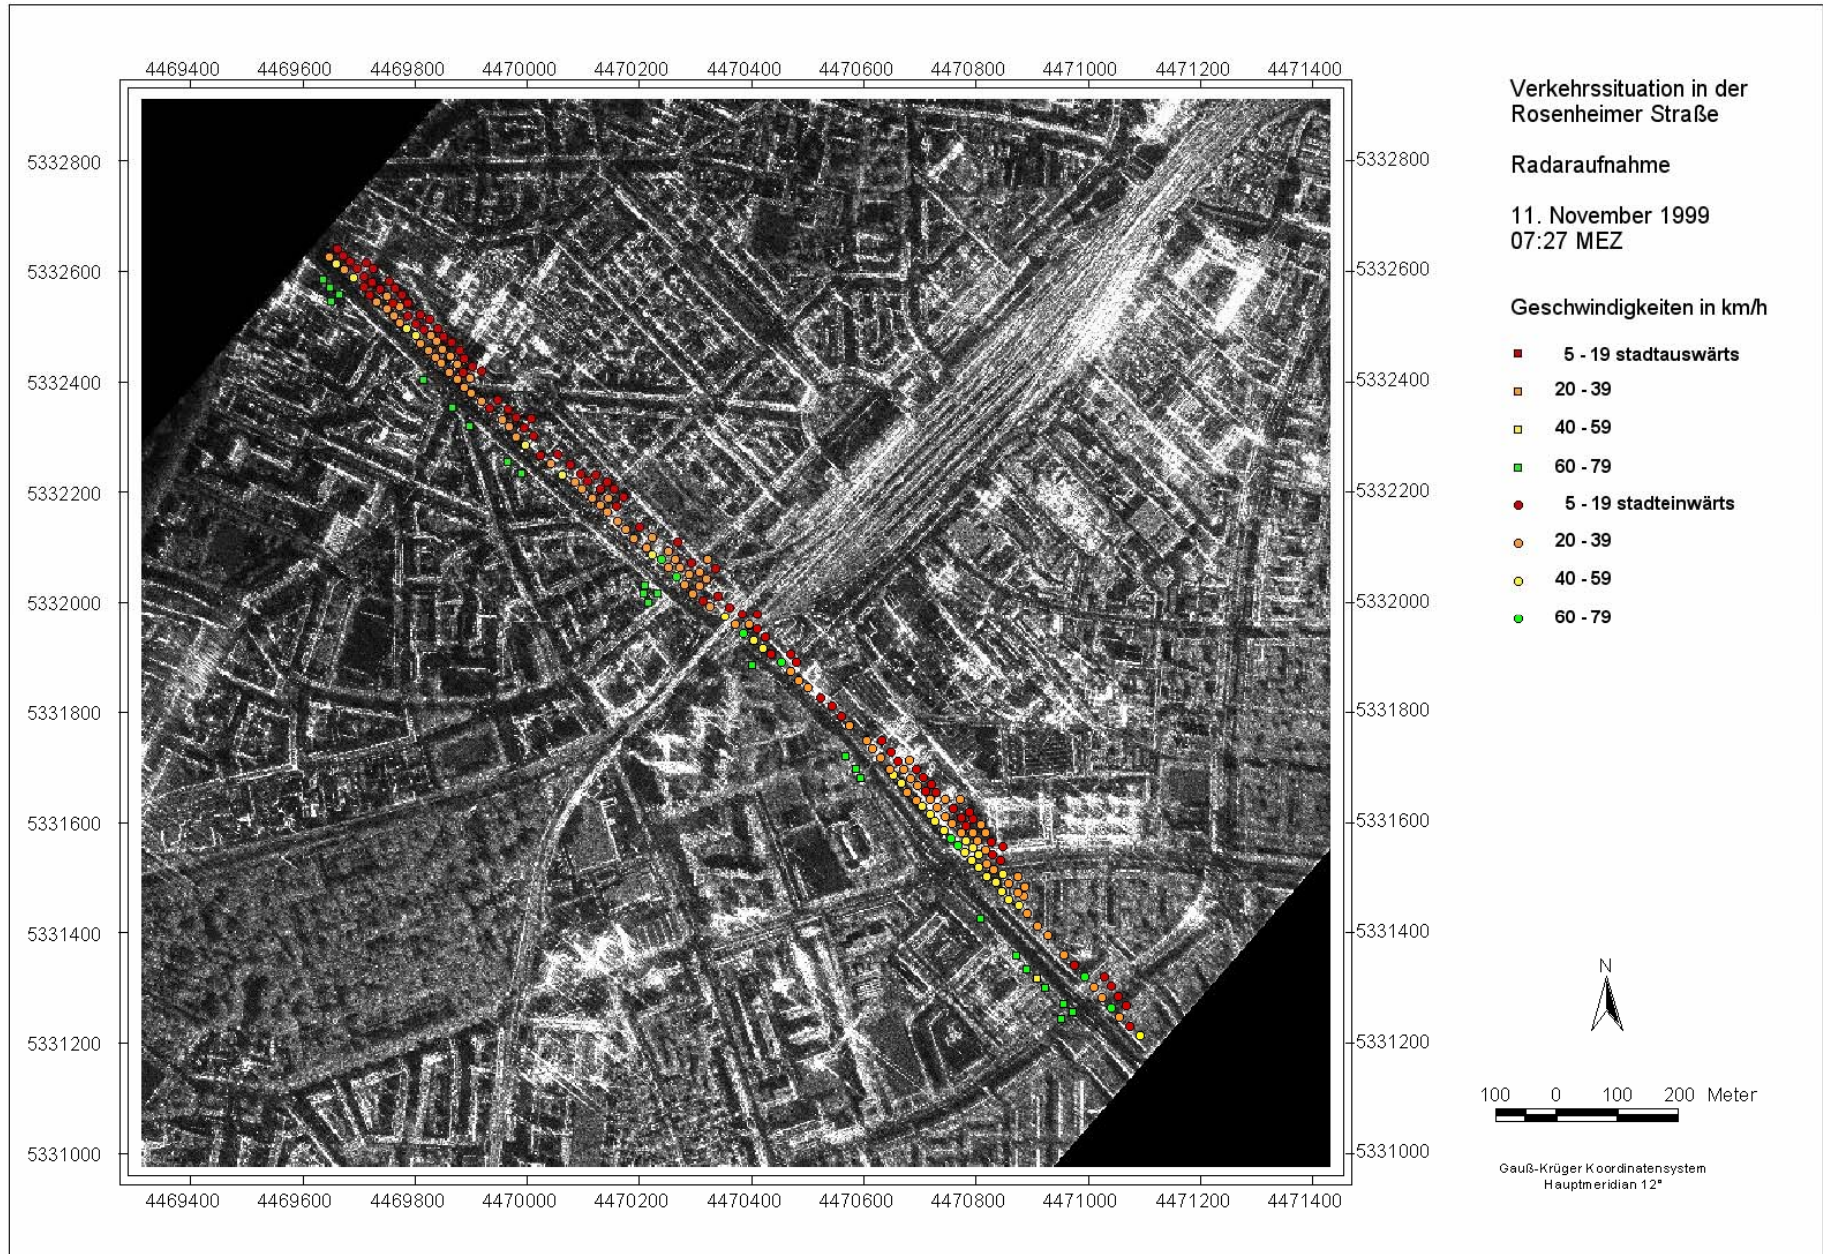 4469400 4469600 4469800 4470000 4470200 4470400 4470600 4470800 4471000 4471200 4471400
5332800 5332800
5332600 5332600
5332400 5332400
5332200 5332200
5332000 5332000
5331800 5331800
5331600 5331600
5331400 5331400
5331200 5331200
5331000 5331000
4469400 4469600 4469800 4470000 4470200 4470400 4470600 4470800 4471000 4471200 4471400
Verkehrssituation in der
Rosenheimer Straße
Radaraufnahme
11. November 1999
07:27 MEZ
Geschwindigkeiten in km/h
5 - 19 stadtauswärts
20 - 39
40 - 59
60 - 79
5 - 19 stadteinwärts
20 - 39
40 - 59
60 - 79
N
100 0 100 200 Meter
Gauß-Krüger Koordinatensystem
Hauptmeridian 12°